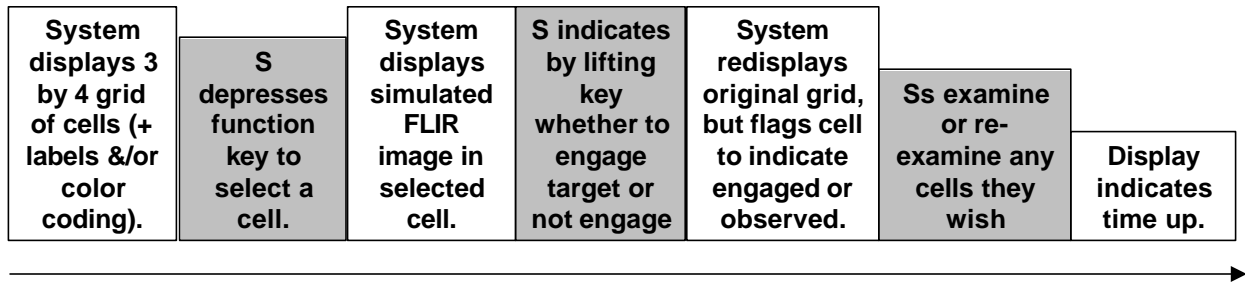 System
displays 3
by 4 grid
of cells (+
labels &/or
color
coding).
S
depresses
function
key to
select a
cell.
System
displays
simulated
FLIR
image in
selected
cell.
S indicates
by lifting
key
whether to
engage
target or
not engage
System
redisplays
original grid,
but flags cell
to indicate
engaged or
observed.
Ss examine
or re-
examine any
cells they
wish
Display
indicates
time up.